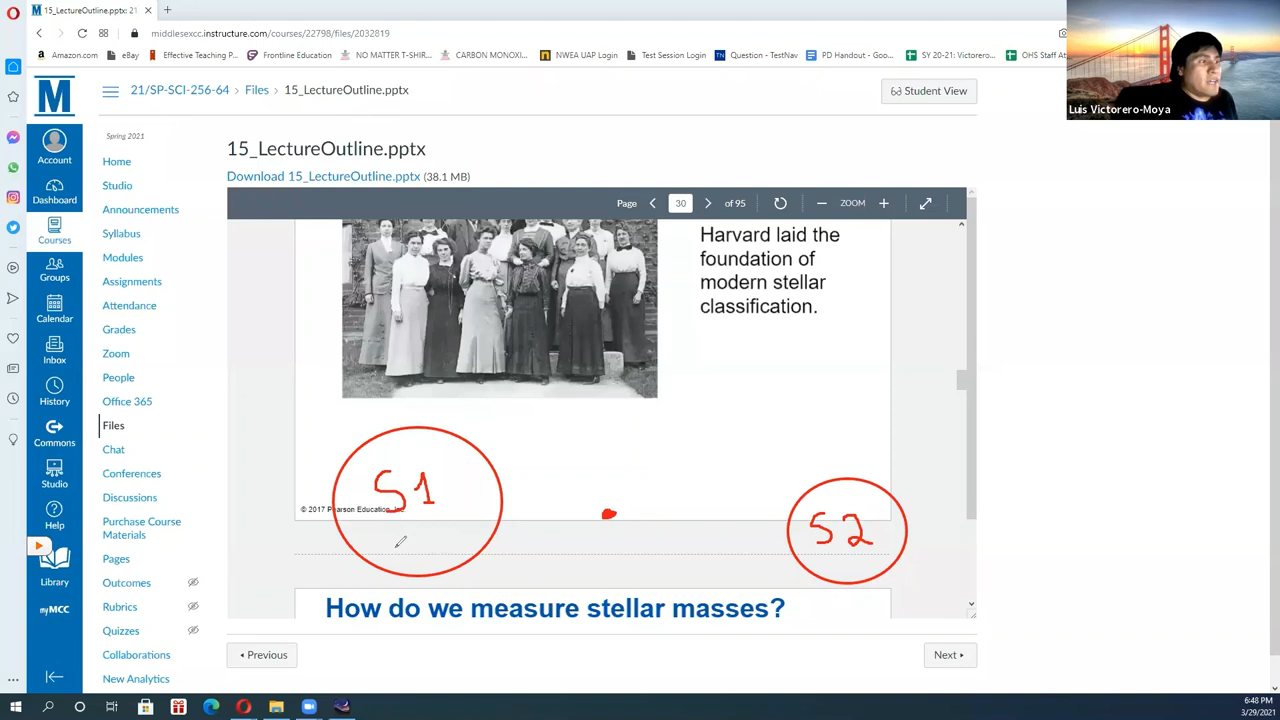 15_LectureOutline.pptx: 21
middlesexcc.instructure.com/courses/22798/files/2032819
Amazon.com
eBay
Effective Teaching P...
Frontline Education
NO MATTER T-SHIR...
CARBON MONOXI...
NWEA UAP Login
Test Session Login
TN
Question - TestNav
PD Handout - Goo...
SY 20-21: Victorero...
OHS Staff At
Luis Victorero-Moya
M
21/SP-SCI-256-64
Files
15_LectureOutline.pptx
Student View
Account
Dashboard
Courses
Groups
Calendar
Inbox
History
Commons
Studio
Help
Library
myMCC
Spring 2021
Home
Studio
Announcements
Syllabus
Modules
Assignments
Attendance
Grades
Zoom
People
Office 365
Files
Chat
Conferences
Discussions
Purchase Course
Materials
Pages
Outcomes
Rubrics
Quizzes
Collaborations
New Analytics
15_LectureOutline.pptx
Download 15_LectureOutline.pptx (38.1 MB)
Page
30
of 95
ZOOM
Harvard laid the
foundation of
modern stellar
classification.
S1
S2
© 2017 Pearson Education, Inc.
How do we measure stellar masses?
Previous
Next
6:48 PM
3/29/2021